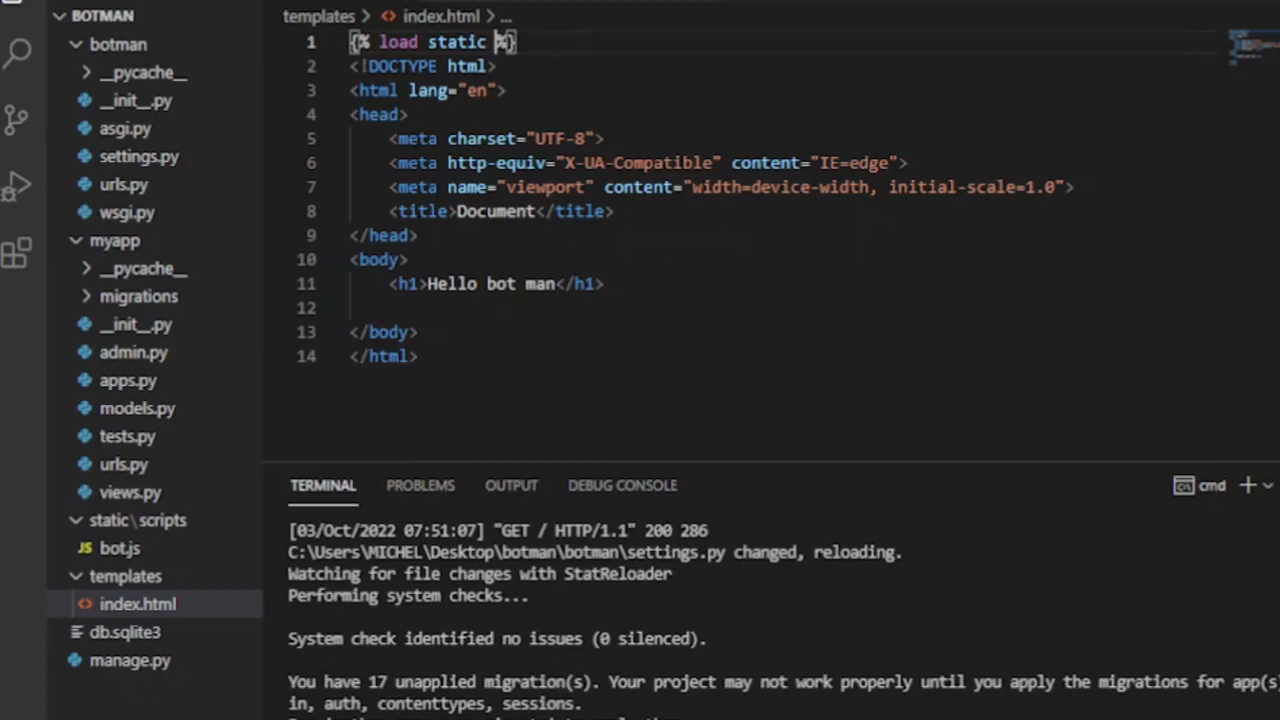 BOTMAN
botman
__pycache__
__init__.py
asgi.py
settings.py
urls.py
wsgi.py
myapp
__pycache__
migrations
__init__.py
admin.py
apps.py
models.py
tests.py
urls.py
views.py
static\scripts
JS bot.js
templates
index.html
db.sqlite3
manage.py
templates > index.html > ...
1 {% load static %}
2 <!DOCTYPE html>
3 <html lang="en">
4 <head>
5 <meta charset="UTF-8">
6 <meta http-equiv="X-UA-Compatible" content="IE=edge">
7 <meta name="viewport" content="width=device-width, initial-scale=1.0">
8 <title>Document</title>
9 </head>
10 <body>
11 <h1>Hello bot man</h1>
12
13 </body>
14 </html>
TERMINAL PROBLEMS OUTPUT DEBUG CONSOLE cmd
[03/Oct/2022 07:51:07] "GET / HTTP/1.1" 200 286
C:\Users\MICHEL\Desktop\botman\botman\settings.py changed, reloading.
Watching for file changes with StatReloader
Performing system checks...
System check identified no issues (0 silenced).
You have 17 unapplied migration(s). Your project may not work properly until you apply the migrations for app(s
in, auth, contenttypes, sessions.